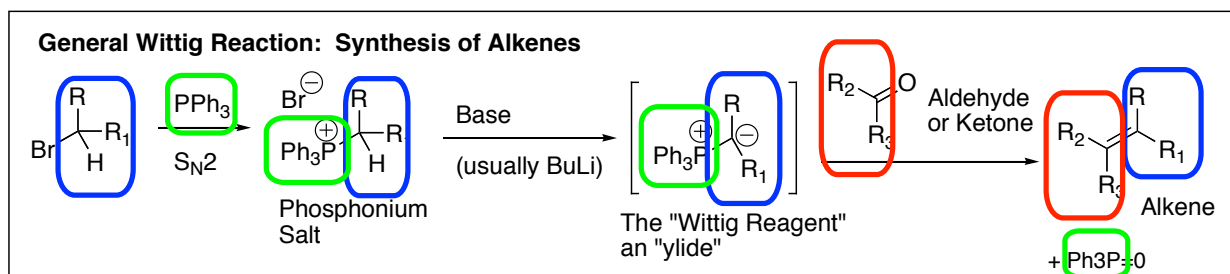 General Wittig Reaction: Synthesis of Alkenes
R
Br
R1
H
PPh3
SN2
Br ⊖
Ph3P ⊕
R
R
H
Phosphonium
Salt
Base
(usually BuLi)
Ph3P ⊕
R
⊖
R1
The "Wittig Reagent"
an "ylide"
R2
O
R3
Aldehyde
or Ketone
R2
R
R1
R3
Alkene
+ Ph3P=0